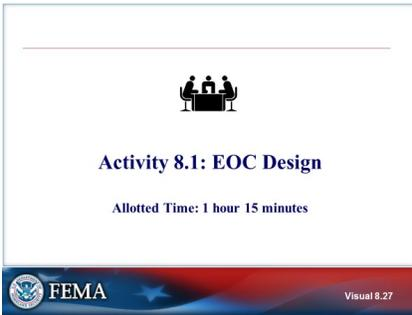 Activity 8.1: EOC Design
Allotted Time: 1 hour 15 minutes
FEMA
Visual 8.27